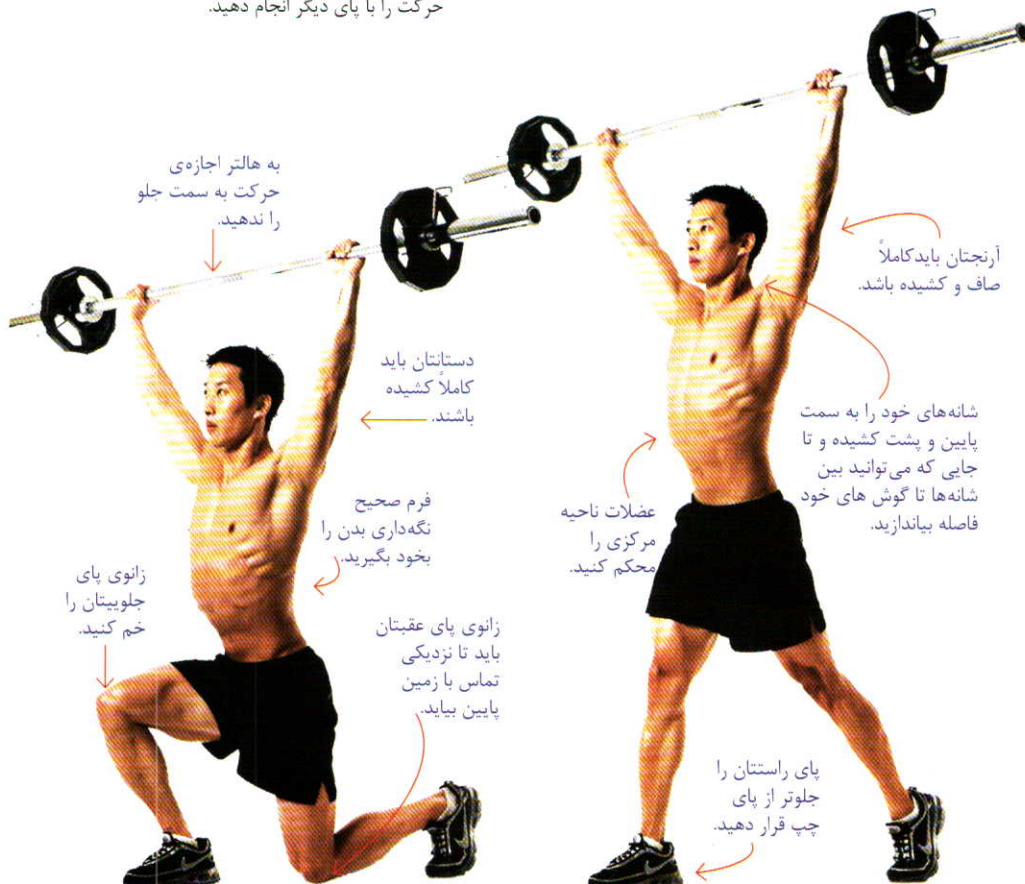 حرکت را با پای دیگر انجام دهید.
آرنجتان بایدکاملاً
صاف و کشیده باشد.
شانه‌های خود را به سمت
پایین و پشت کشیده و تا
جایی که می‌توانید بین
شانه‌ها تا گوش های خود
فاصله بیاندازید.
عضلات ناحیه
مرکزی را
محکم کنید.
پای راستتان را
جلوتر از پای
چپ قرار دهید.
به هالتر اجازه‌ی
حرکت به سمت جلو
را ندهید.
دستانتان باید
کاملاً کشیده
باشند.
فرم صحیح
نگه‌داری بدن را
بخود بگیرید.
زانوی پای
جلوییتان را
خم کنید.
زانوی پای عقبتان
باید تا نزدیکی
تماس با زمین
پایین بیاید.